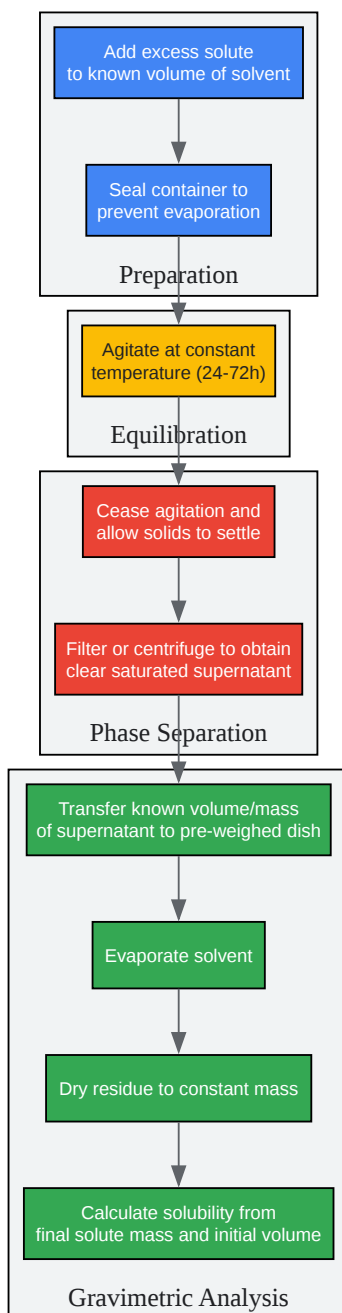 Add excess solute
to known volume of solvent
Seal container to
prevent evaporation
Preparation
Agitate at constant
temperature (24-72h)
Equilibration
Cease agitation and
allow solids to settle
Filter or centrifuge to obtain
clear saturated supernatant
Phase Separation
Transfer known volume/mass
of supernatant to pre-weighed dish
Evaporate solvent
Dry residue to constant mass
Calculate solubility from
final solute mass and initial volume
Gravimetric Analysis